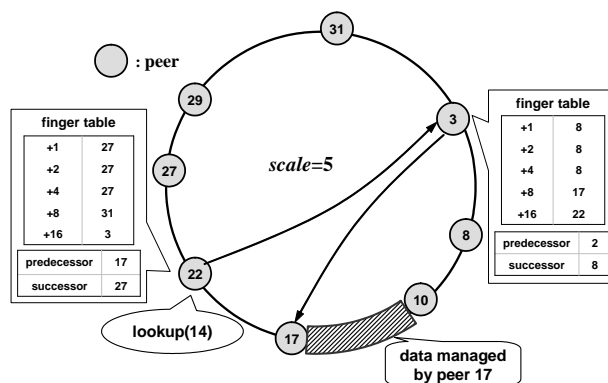 31
: peer
29
3
27
scale=5
8
22
10
17
finger table
+1 27
+2 27
+4 27
+8 31
+16 3
predecessor 17
successor 27
finger table
+1 8
+2 8
+4 8
+8 17
+16 22
predecessor 2
successor 8
lookup(14)
data managed
by peer 17